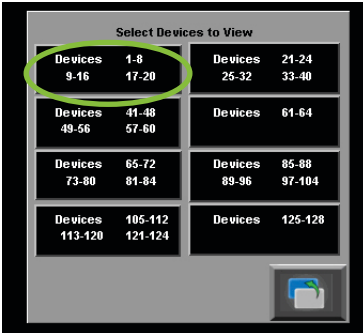 Select Devices to View
Devices 1-8
9-16 17-20
Devices 21-24
25-32 33-40
Devices 41-48
49-56 57-60
Devices 61-64
Devices 65-72
73-80 81-84
Devices 85-88
89-96 97-104
Devices 105-112
113-120 121-124
Devices 125-128